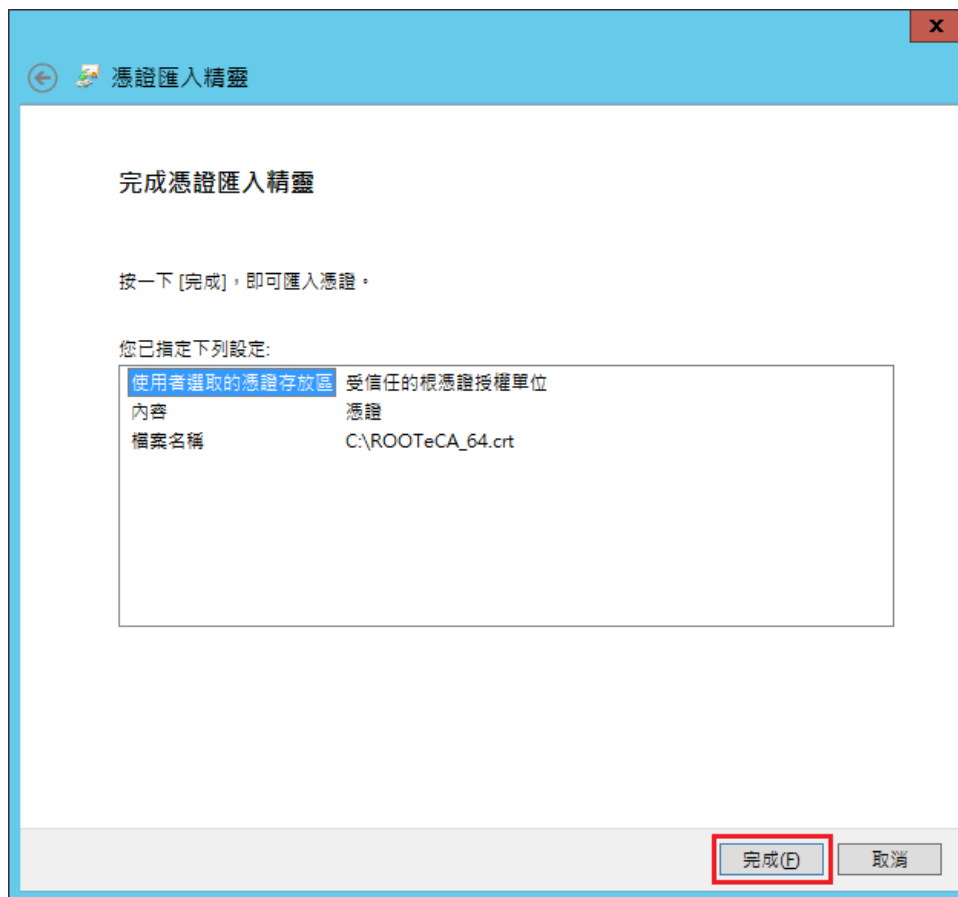 X
憑證匯入精靈
完成憑證匯入精靈
按一下 [完成]，即可匯入憑證。
您已指定下列設定:
使用者選取的憑證存放區 受信任的根憑證授權單位
內容 憑證
檔案名稱 C:\ROOTeCA_64.crt
完成(F) 取消